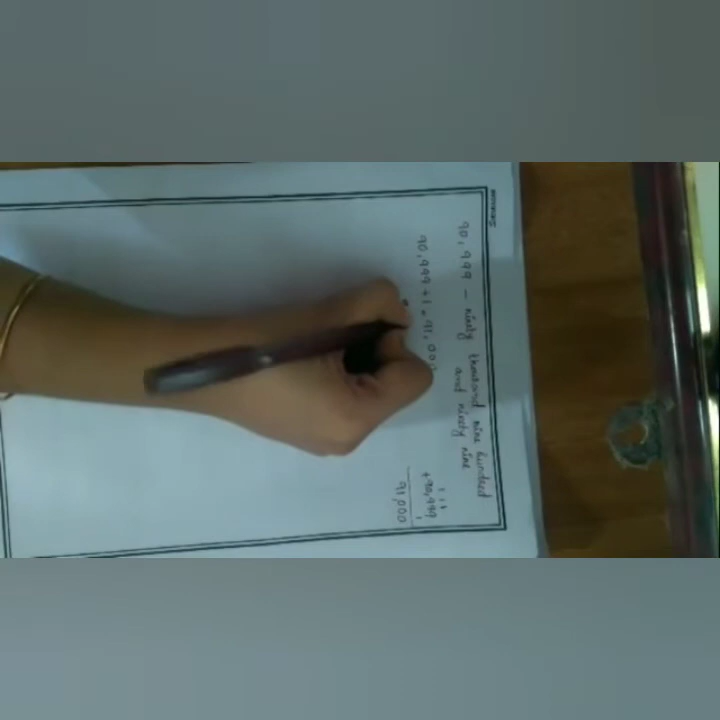 90,999 - ninety thousand nine hundred
and ninety nine
90,999 + 1 = 91,000
1 1 1
90,999
+ 1
91,000